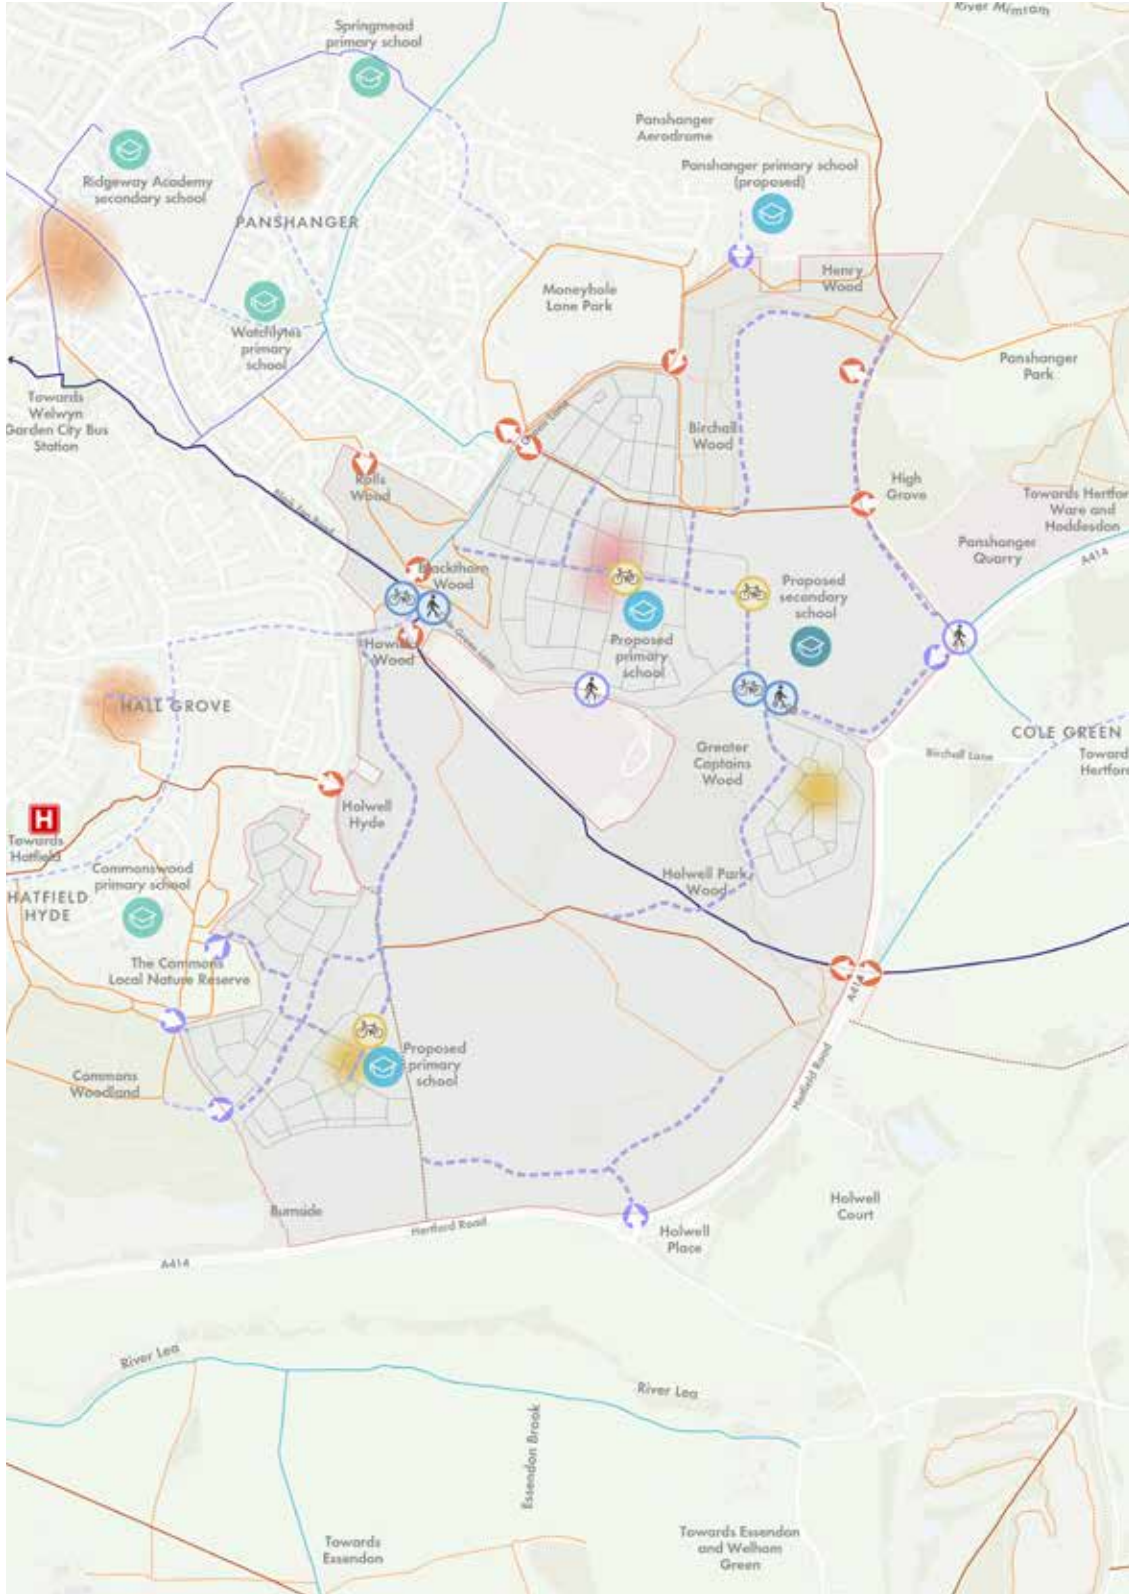 River Mimram
Springmead
primary school
Panshanger
Aerodrome
Panshanger primary school
(proposed)
Ridgeway Academy
secondary school
PANSHANGER
Henry
Wood
Moneyhole
Lane Park
Watchlytes
primary
school
Panshanger
Park
Towards
Welwyn
Garden City Bus
Station
Green Lane
Birchall
Wood
High
Grove
Rolls
Wood
Towards Hertfor
Ware and
Hoddesdon
Panshanger
Quarry
A414
Blackthorn
Wood
Proposed
secondary
school
Proposed
primary
school
Wood
HALL GROVE
COLE GREEN
Greater
Captains
Wood
Birchall Lane
Toward
Hertfor
Holwell
Hyde
H
Towards
Hatfield
Commonswood
primary school
Holwell Park
Wood
HATFIELD
HYDE
The Commons
Local Nature Reserve
A414
Proposed
primary
school
Commons
Woodland
Hatfield Road
Burnside
Hertford Road
Holwell
Court
Holwell
Place
A414
River Lea
River Lea
Essendon Brook
Towards
Essendon
Towards Essendon
and Welham
Green